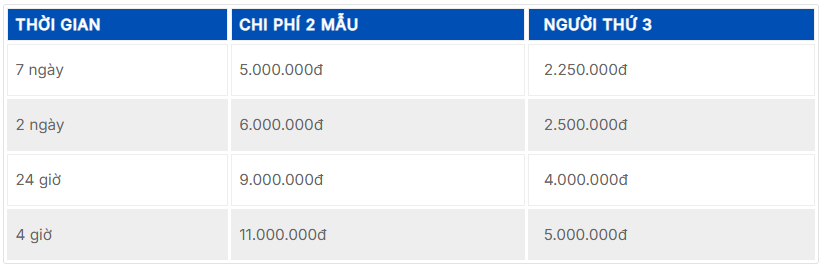 THỜI GIAN CHI PHÍ 2 MẪU NGƯỜI THỨ 3
7 ngày 5.000.000đ 2.250.000đ
2 ngày 6.000.000đ 2.500.000đ
24 giờ 9.000.000đ 4.000.000đ
4 giờ 11.000.000đ 5.000.000đ